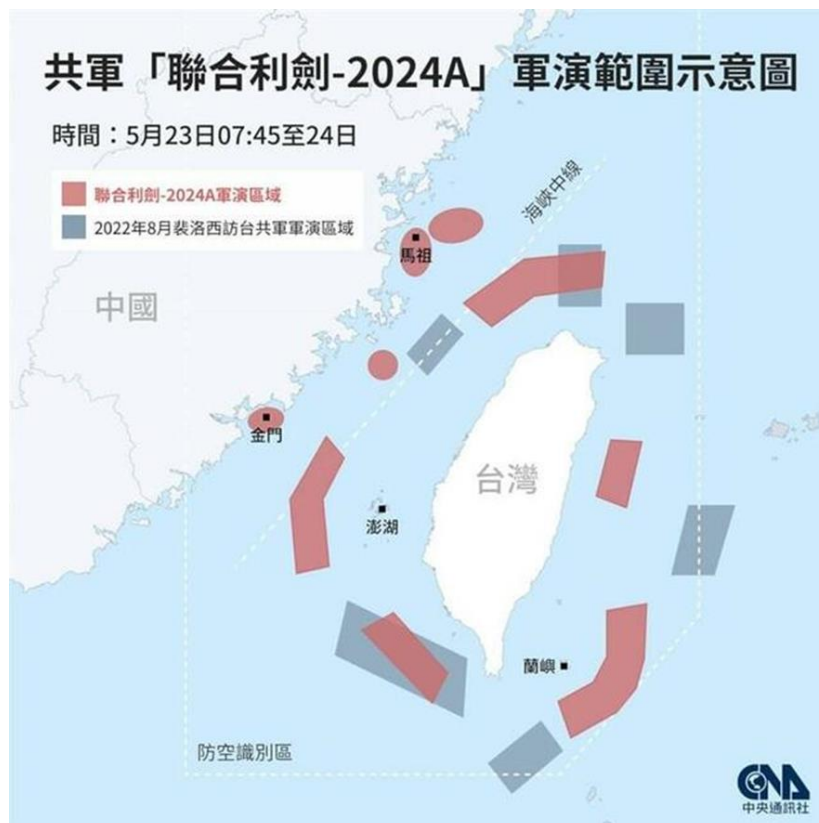 共軍「聯合利劍-2024A」軍演範圍示意圖
時間：5月23日07:45至24日
聯合利劍-2024A軍演區域
2022年8月裴洛西訪台共軍軍演區域
海峽中線
馬祖
中國
金門
台灣
澎湖
蘭嶼
防空識別區
CNA
中央通訊社